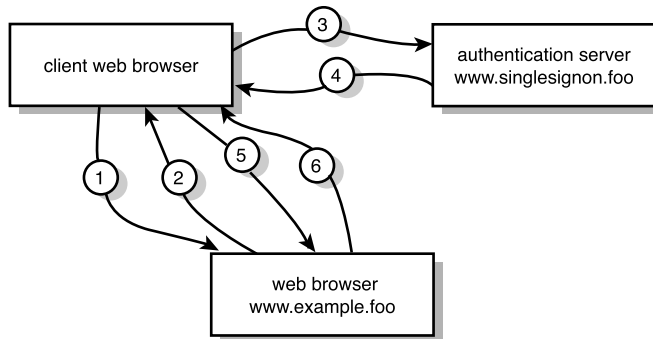 3
client web browser
authentication server
www.singlesignon.foo
4
1
2
5
6
web browser
www.example.foo